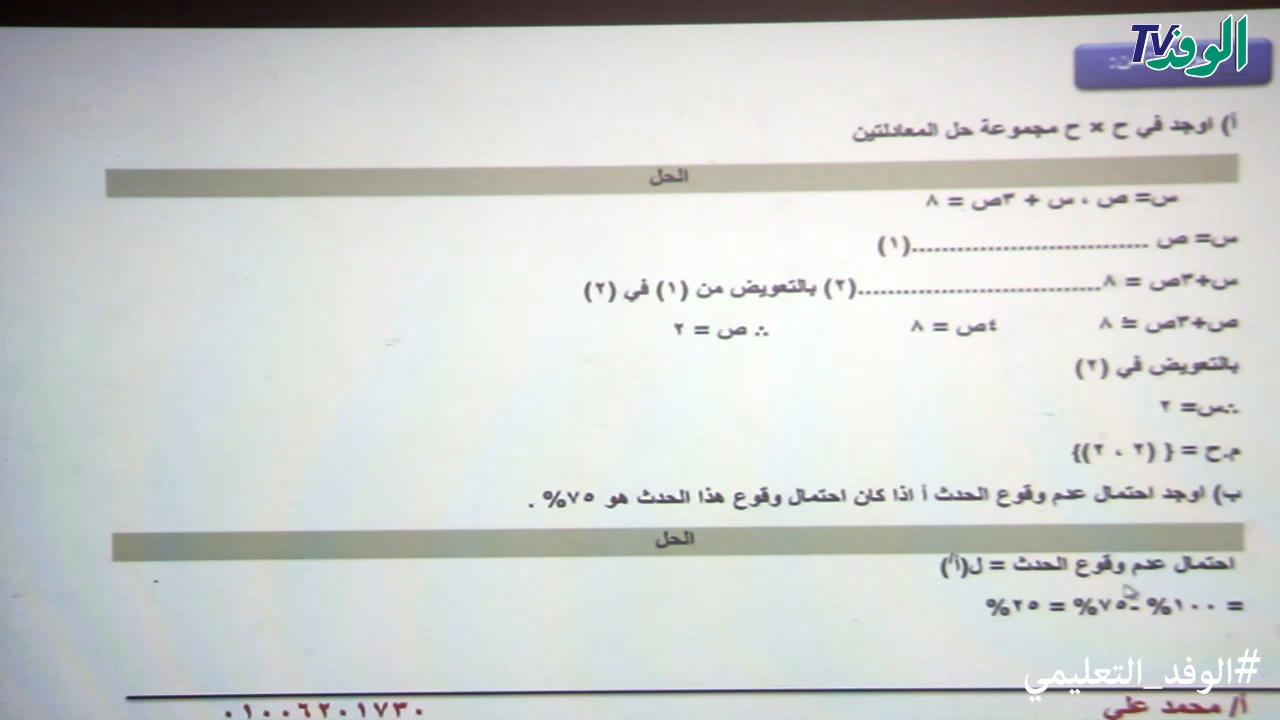 الوفد TV
أ) اوجد في ح × ح مجموعة حل المعادلتين
الحل
س= ص ، س + ٣ص = ٨
س= ص ...............................(١)
س+٣ص = ٨................................(٢) بالتعويض من (١) في (٢)
ص+٣ص = ٨ ٤ص = ٨ ∴ ص = ٢
بالتعويض في (٢)
∴س= ٢
م.ح = { (٢ ، ٢)}
ب) اوجد احتمال عدم وقوع الحدث أ اذا كان احتمال وقوع هذا الحدث هو ٧٥% .
الحل
احتمال عدم وقوع الحدث = ل(أ/)
= ١٠٠% -٧٥% = ٢٥%
#الوفد_التعليمي
أ/ محمد علي ٠١٠٠٦٢٠١٧٣٠